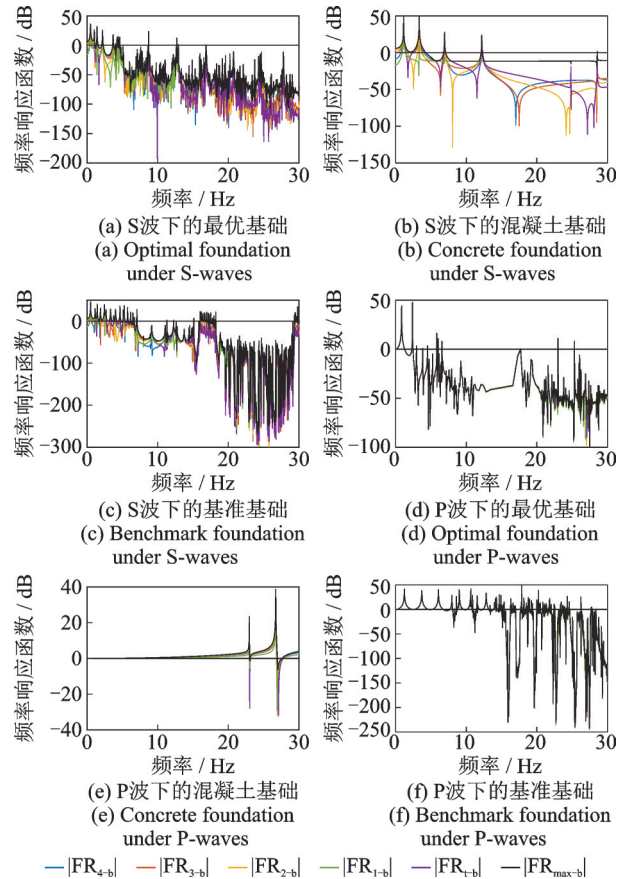 频率响应函数 / dB
50
0
−50
−100
−150
−200
0
10
20
30
频率 / Hz
(a) S波下的最优基础
(a) Optimal foundation
under S-waves
频率响应函数 / dB
50
0
−50
−100
−150
0
10
20
30
频率 / Hz
(b) S波下的混凝土基础
(b) Concrete foundation
under S-waves
频率响应函数 / dB
0
−100
−200
−300
0
10
20
30
频率 / Hz
(c) S波下的基准基础
(c) Benchmark foundation
under S-waves
频率响应函数 / dB
50
0
−50
−100
0
10
20
30
频率 / Hz
(d) P波下的最优基础
(d) Optimal foundation
under P-waves
频率响应函数 / dB
40
20
0
−20
−40
0
10
20
30
频率 / Hz
(e) P波下的混凝土基础
(e) Concrete foundation
under P-waves
频率响应函数 / dB
50
0
−50
−100
−150
−200
−250
0
10
20
30
频率 / Hz
(f) P波下的基准基础
(f) Benchmark foundation
under P-waves
|FR4-b| |FR3-b| |FR2-b| |FR1-b| |FRt-b| |FRmax-b|